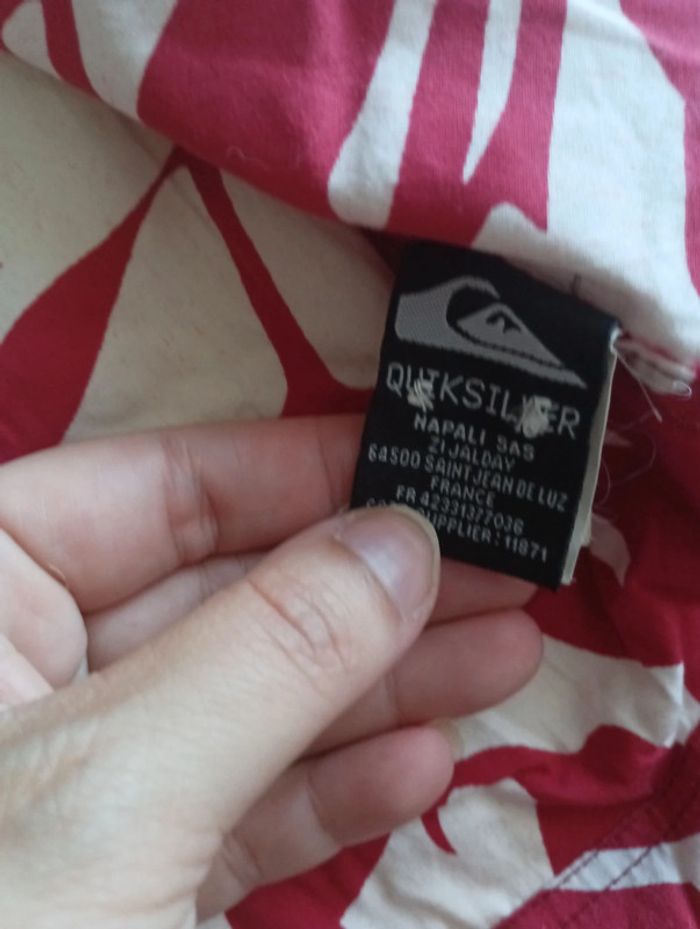 QUIKSILVER
NAPALI SAS
ZI JALDAY
64500 SAINT JEAN DE LUZ
FRANCE
FR 42331377036
SUPPLIER: 11871